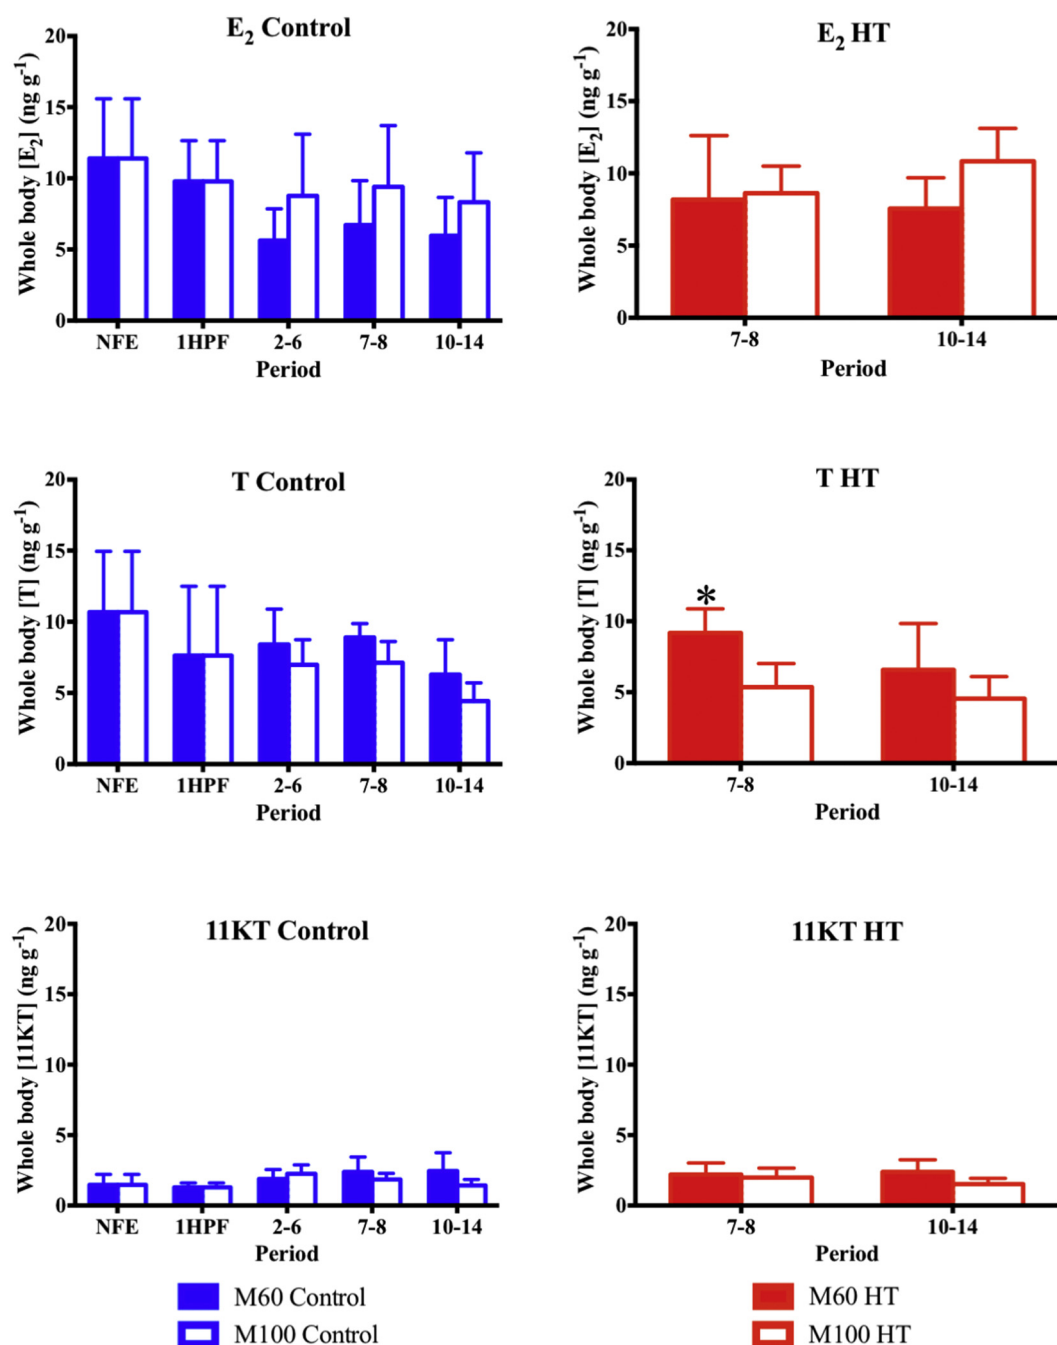 E2 Control
Whole body [E2] (ng g-1)
20
15
10
5
0
NFE 1HPF 2-6 7-8 10-14
Period
E2 HT
Whole body [E2] (ng g-1)
20
15
10
5
0
7-8 10-14
Period
T Control
Whole body [T] (ng g-1)
20
15
10
5
0
NFE 1HPF 2-6 7-8 10-14
Period
T HT
Whole body [T] (ng g-1)
20
15
10
5
0
*
7-8 10-14
Period
11KT Control
Whole body [11KT] (ng g-1)
20
15
10
5
0
NFE 1HPF 2-6 7-8 10-14
Period
11KT HT
Whole body [11KT] (ng g-1)
20
15
10
5
0
7-8 10-14
Period
M60 Control
M100 Control
M60 HT
M100 HT